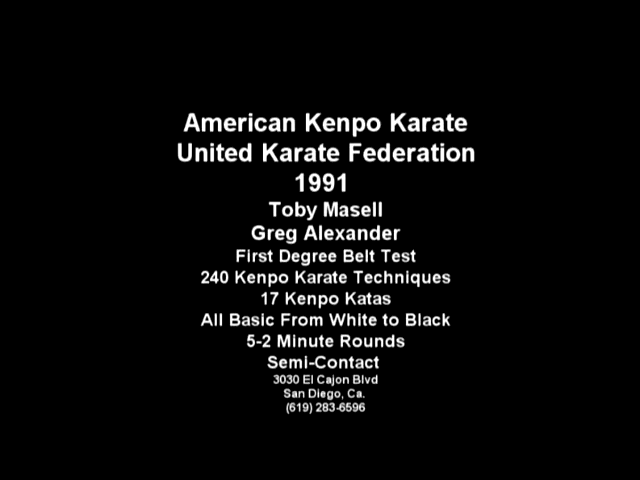 American Kenpo Karate
United Karate Federation
1991
Toby Masell
Greg Alexander
First Degree Belt Test
240 Kenpo Karate Techniques
17 Kenpo Katas
All Basic From White to Black
5-2 Minute Rounds
Semi-Contact
3030 El Cajon Blvd
San Diego, Ca.
(619) 283-6596